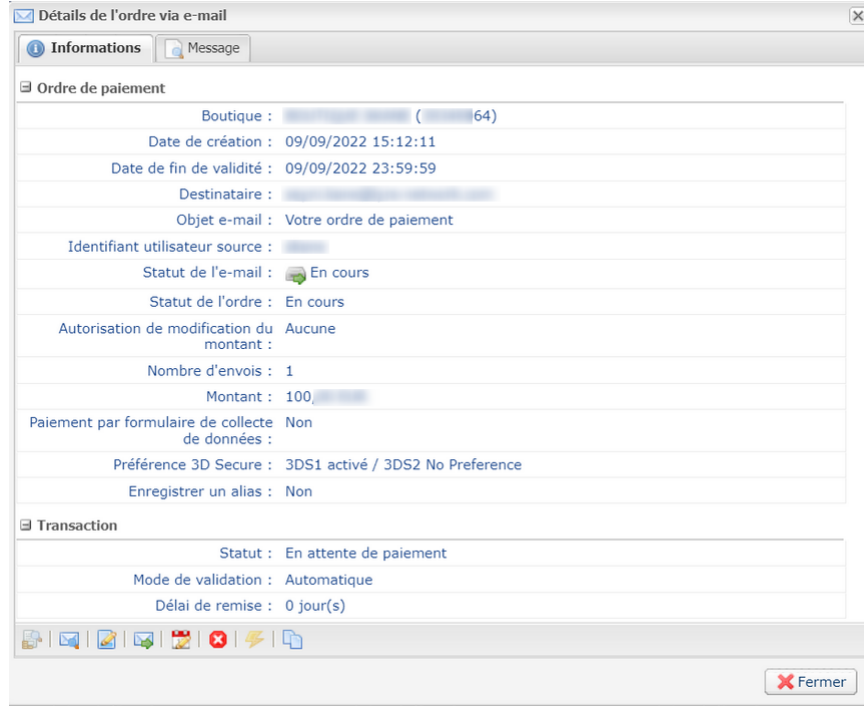 Détails de l'ordre via e-mail
Informations
Message
Ordre de paiement
Boutique : ( 64)
Date de création : 09/09/2022 15:12:11
Date de fin de validité : 09/09/2022 23:59:59
Destinataire :
Objet e-mail : Votre ordre de paiement
Identifiant utilisateur source :
Statut de l'e-mail : En cours
Statut de l'ordre : En cours
Autorisation de modification du Aucune
montant :
Nombre d'envois : 1
Montant : 100,
Paiement par formulaire de collecte Non
de données :
Préférence 3D Secure : 3DS1 activé / 3DS2 No Preference
Enregistrer un alias : Non
Transaction
Statut : En attente de paiement
Mode de validation : Automatique
Délai de remise : 0 jour(s)
Fermer